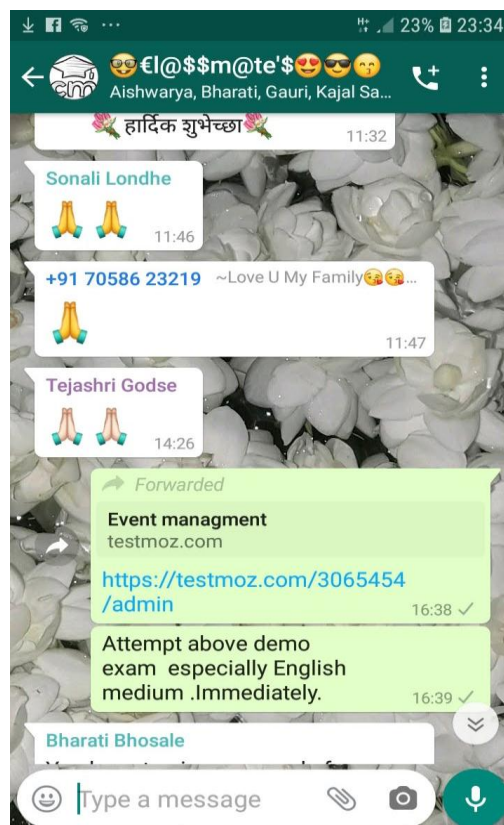 23% 23:34
🤓€l@$$m@te'$😍😎😙
Aishwarya, Bharati, Gauri, Kajal Sa...
💐 हार्दिक शुभेच्छा💐
11:32
Sonali Londhe
🙏 🙏
11:46
+91 70586 23219 ~Love U My Family😘😘...
🙏
11:47
Tejashri Godse
🙏🏻 🙏🏻
14:26
Forwarded
Event managment
testmoz.com
https://testmoz.com/3065454
/admin
16:38
Attempt above demo
exam especially English
medium .Immediately.
16:39
Bharati Bhosale
Type a message